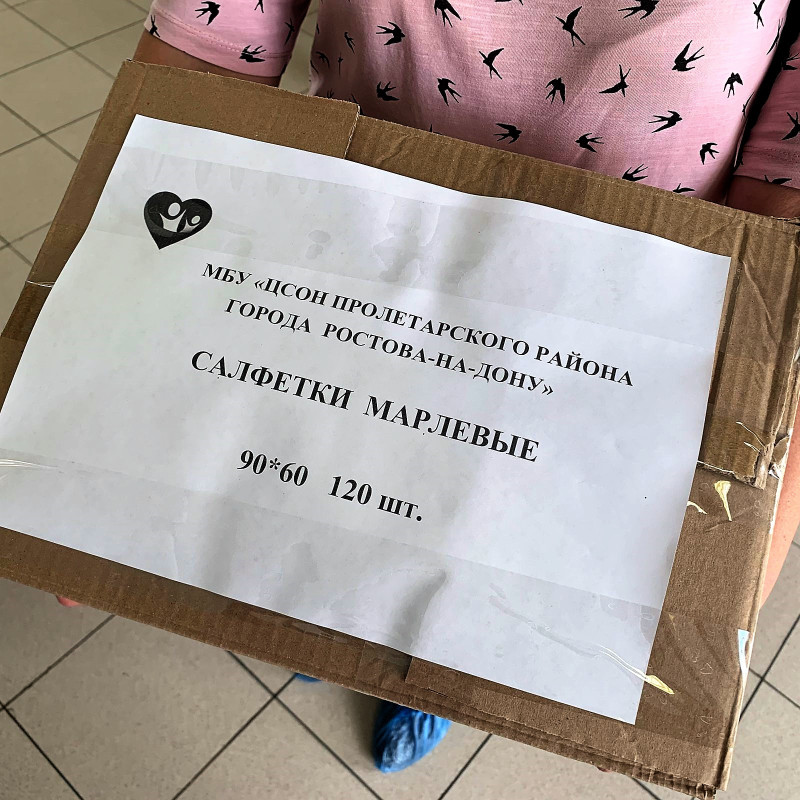 МБУ «ЦСОН ПРОЛЕТАРСКОГО РАЙОНА
ГОРОДА РОСТОВА-НА-ДОНУ»
САЛФЕТКИ МАРЛЕВЫЕ
90*60 120 шт.